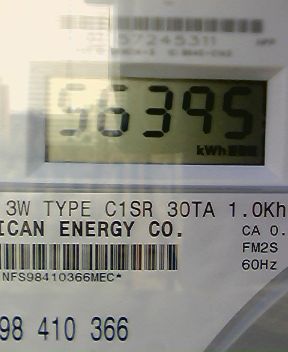 57245311
56395
kWh
3W TYPE C1SR 30TA 1.0Kh
ICAN ENERGY CO.
CA 0.
FM2S
60Hz
NFS98410366MEC*
98 410 366